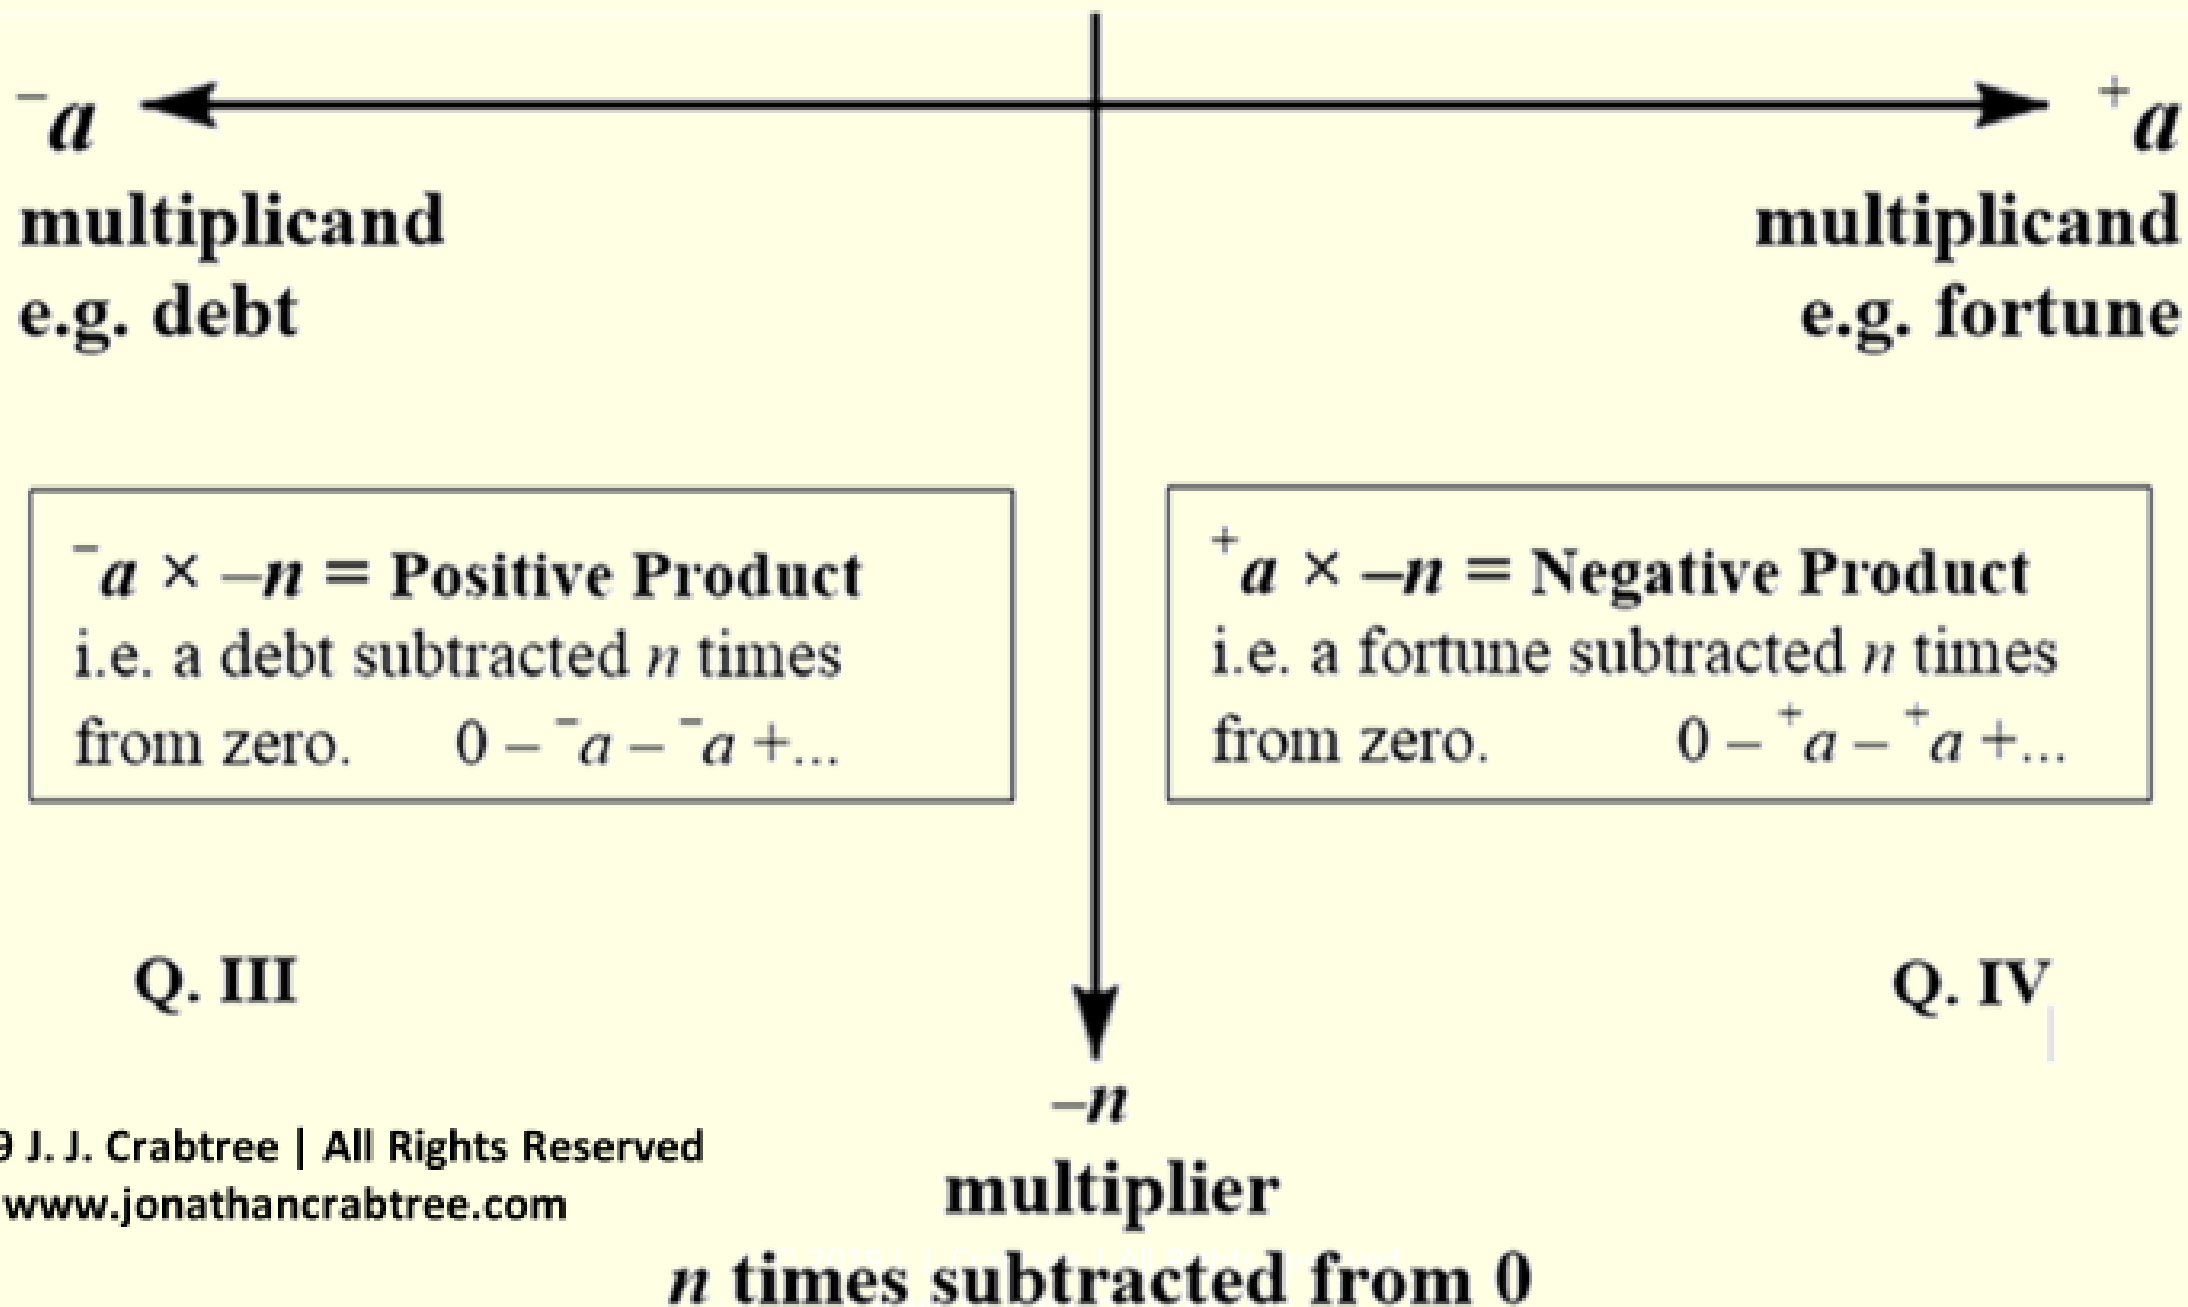 ⁻a
⁺a
multiplicand
e.g. debt
multiplicand
e.g. fortune
⁻a × –n = Positive Product
i.e. a debt subtracted n times
from zero. 0 – ⁻a – ⁻a +...
⁺a × –n = Negative Product
i.e. a fortune subtracted n times
from zero. 0 – ⁺a – ⁺a +...
Q. III
Q. IV
–n
multiplier
n times subtracted from 0
9 J. J. Crabtree | All Rights Reserved
www.jonathancrabtree.com